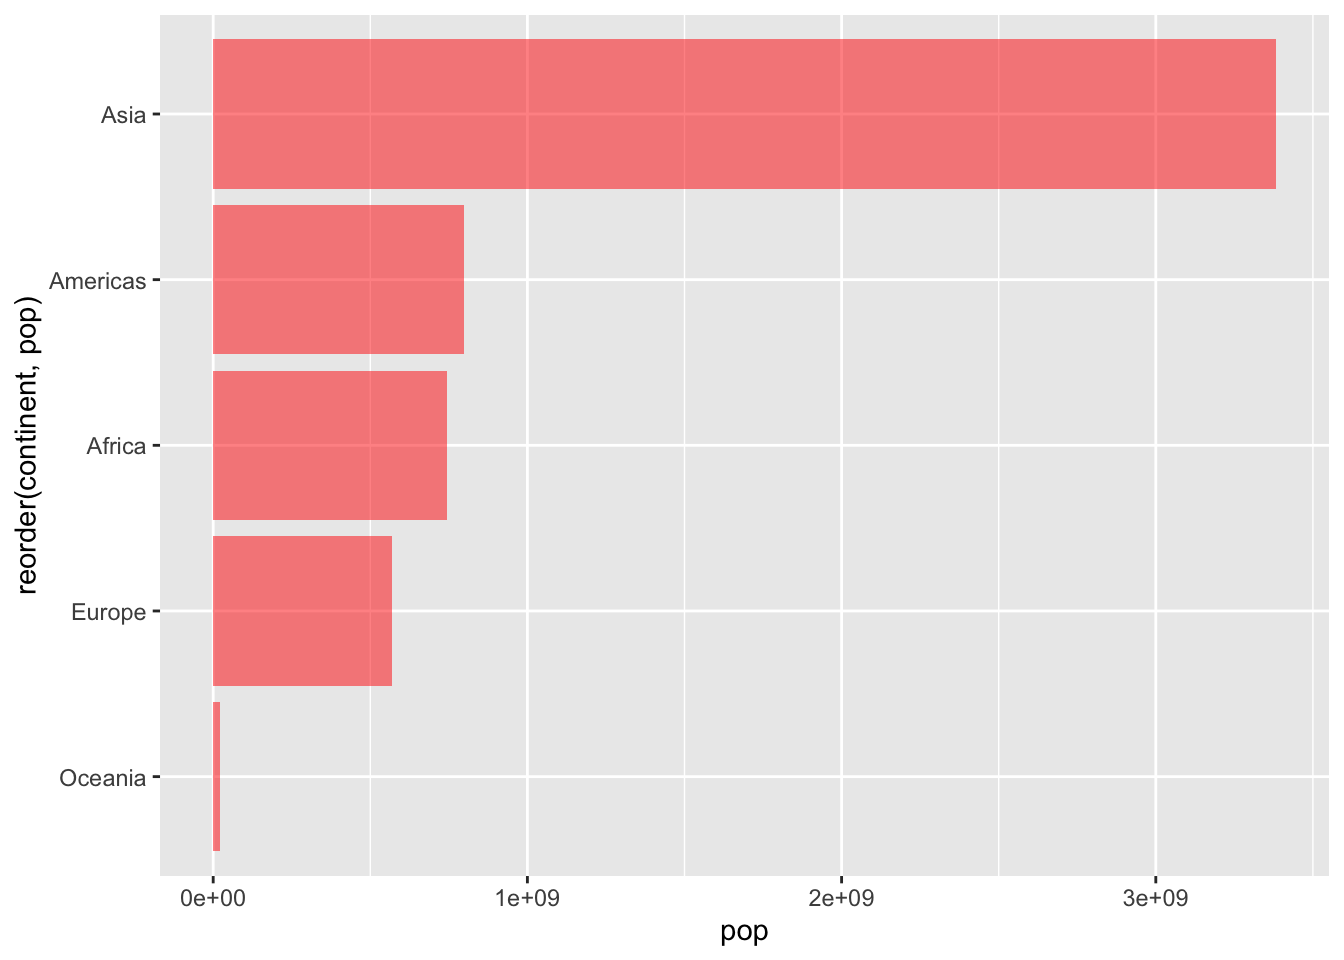 Asia
Americas
Africa
Europe
Oceania
reorder(continent, pop)
0e+00 1e+09 2e+09 3e+09
pop